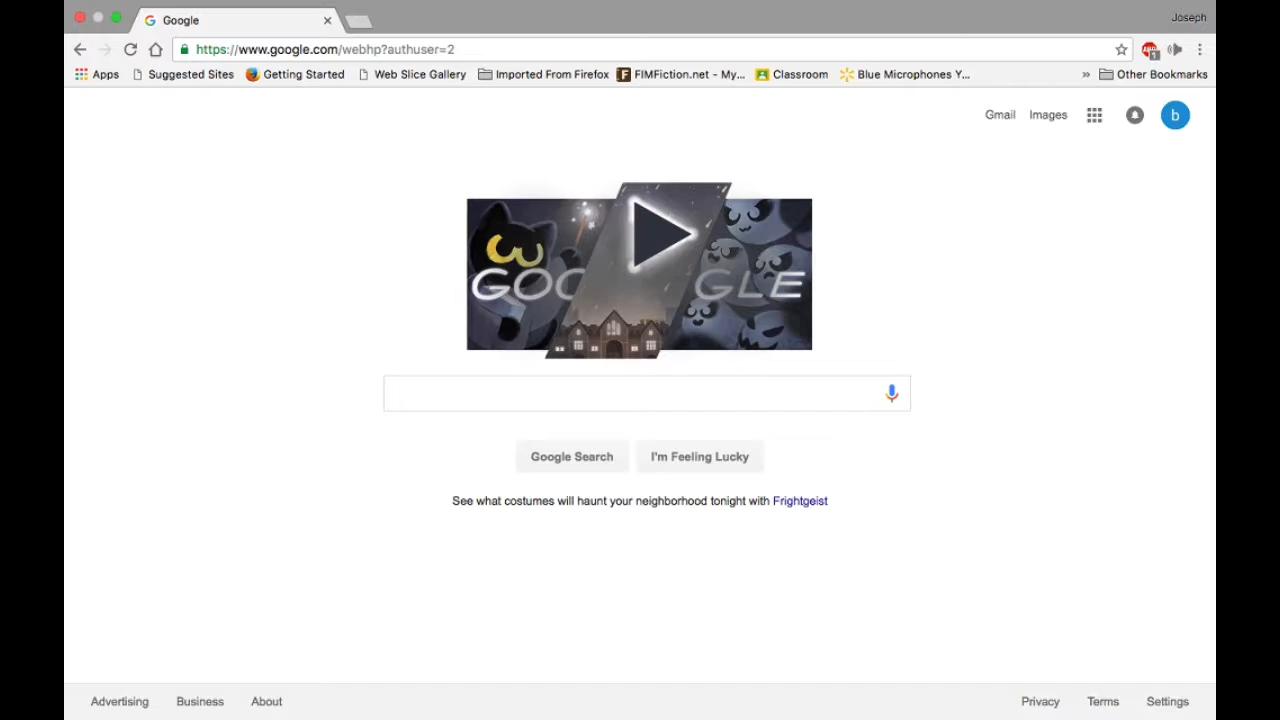 Google
Joseph
https://www.google.com/webhp?authuser=2
Apps Suggested Sites Getting Started Web Slice Gallery Imported From Firefox FIMFiction.net - My... Classroom Blue Microphones Y... » Other Bookmarks
Gmail Images b
GOO GLE
Google Search I'm Feeling Lucky
See what costumes will haunt your neighborhood tonight with Frightgeist
Advertising Business About Privacy Terms Settings